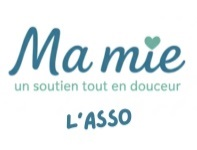 Ma mie
un soutien tout en douceur
L'ASSO